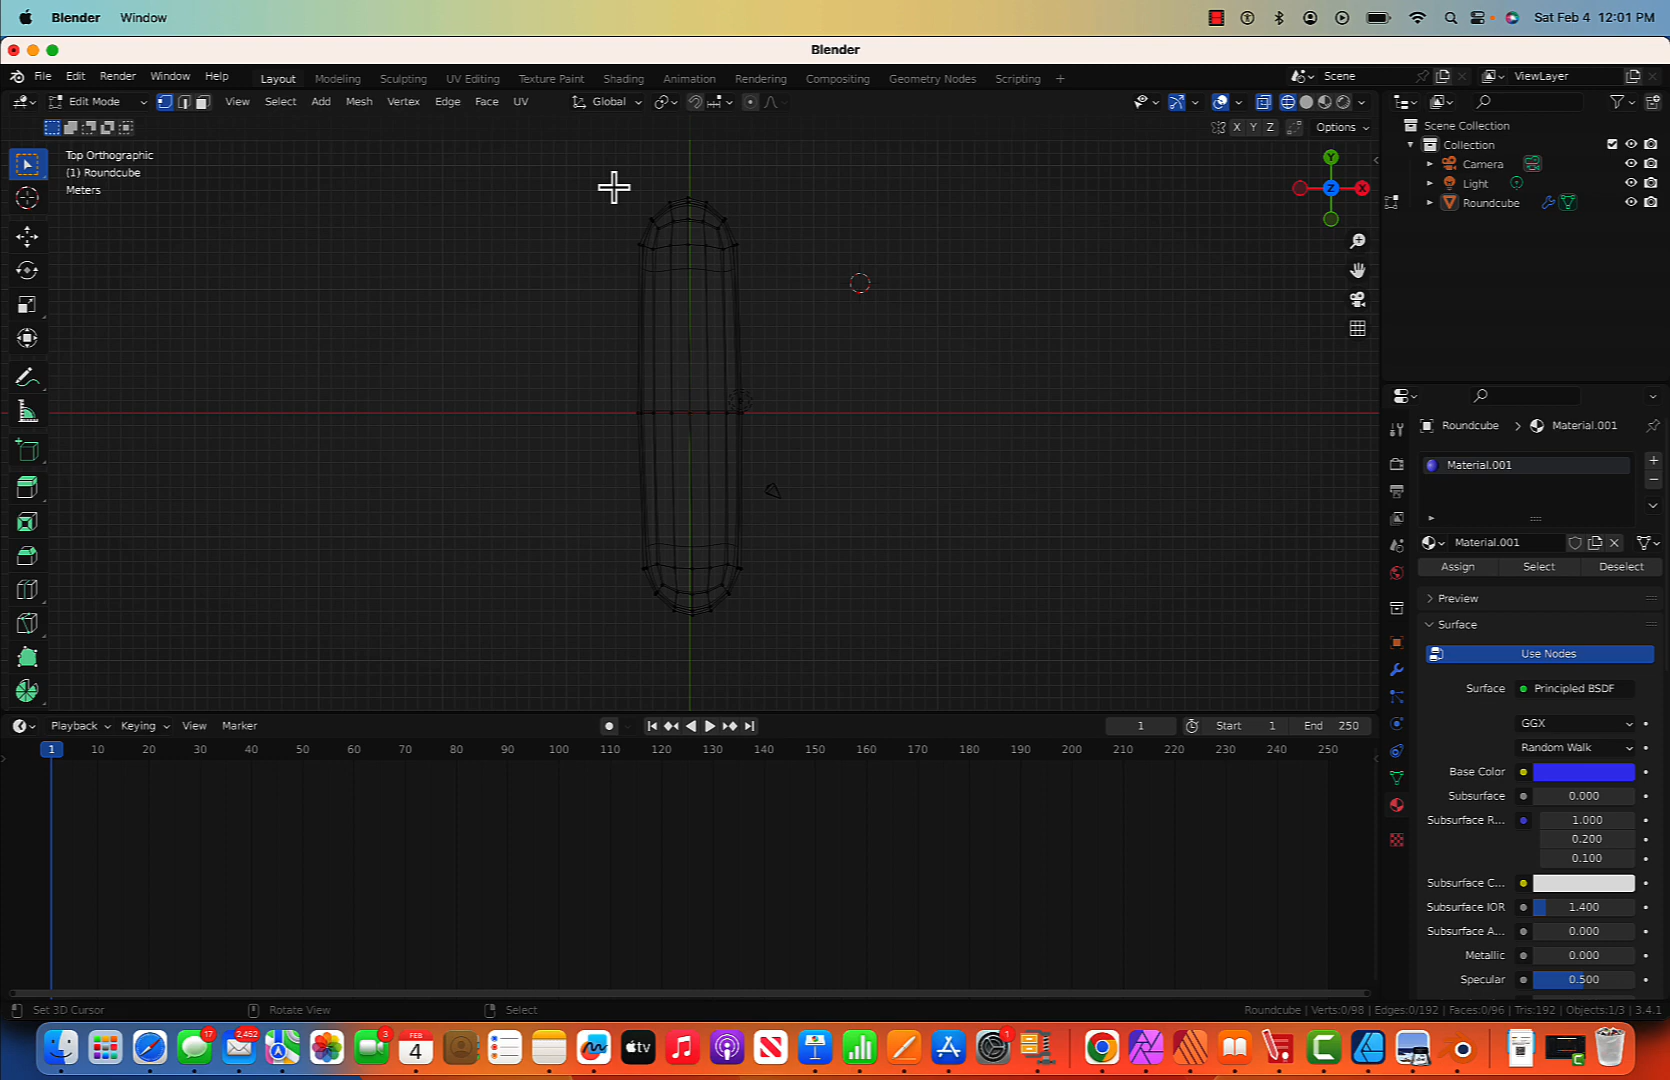 Blender Window Sat Feb 4 12:01 PM
Blender
File Edit Render Window Help Layout Modeling Sculpting UV Editing Texture Paint Shading Animation Rendering Compositing Geometry Nodes Scripting + Scene ViewLayer
Edit Mode View Select Add Mesh Vertex Edge Face UV Global
X Y Z Options
Scene Collection
Collection
Camera
Light
Roundcube
Top Orthographic
(1) Roundcube
Meters
Y
Z X
Roundcube > Material.001
Material.001
Material.001
Assign Select Deselect
Preview
Surface
Use Nodes
Surface Principled BSDF
GGX
Random Walk
Base Color
Subsurface 0.000
Subsurface R... 1.000
0.200
0.100
Subsurface C...
Subsurface IOR 1.400
Subsurface A... 0.000
Metallic 0.000
Specular 0.500
Playback Keying View Marker 1 Start 1 End 250
1 10 20 30 40 50 60 70 80 90 100 110 120 130 140 150 160 170 180 190 200 210 220 230 240 250
Set 3D Cursor Rotate View Select Roundcube | Verts:0/98 | Edges:0/192 | Faces:0/96 | Tris:192 | Objects:1/3 | 3.4.1
17 2,452 3 FEB 4 tv 1